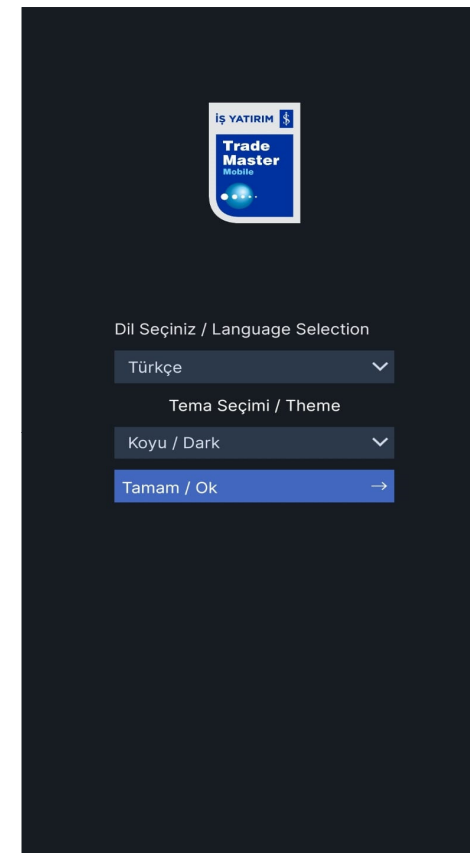 İŞ YATIRIM
Trade
Master
Mobile
Dil Seçiniz / Language Selection
Türkçe
Tema Seçimi / Theme
Koyu / Dark
Tamam / Ok →